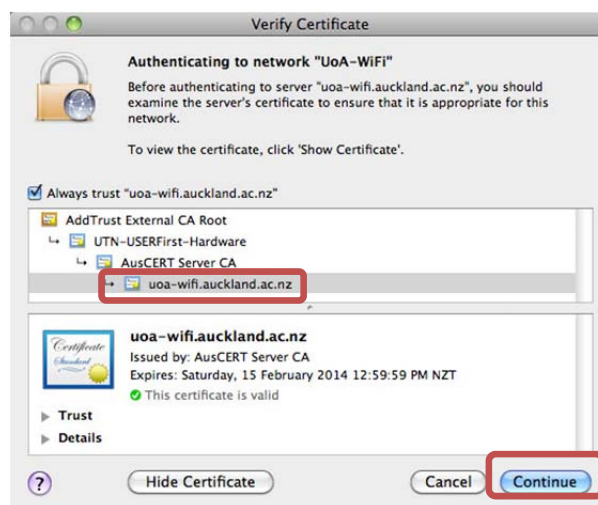 Verify Certificate
Authenticating to network "UoA-WiFi"
Before authenticating to server "uoa-wifi.auckland.ac.nz", you should
examine the server's certificate to ensure that it is appropriate for this
network.
To view the certificate, click 'Show Certificate'.
Always trust "uoa-wifi.auckland.ac.nz"
AddTrust External CA Root
UTN-USERFirst-Hardware
AusCERT Server CA
uoa-wifi.auckland.ac.nz
Certificate
Standard
uoa-wifi.auckland.ac.nz
Issued by: AusCERT Server CA
Expires: Saturday, 15 February 2014 12:59:59 PM NZT
This certificate is valid
Trust
Details
? Hide Certificate Cancel Continue